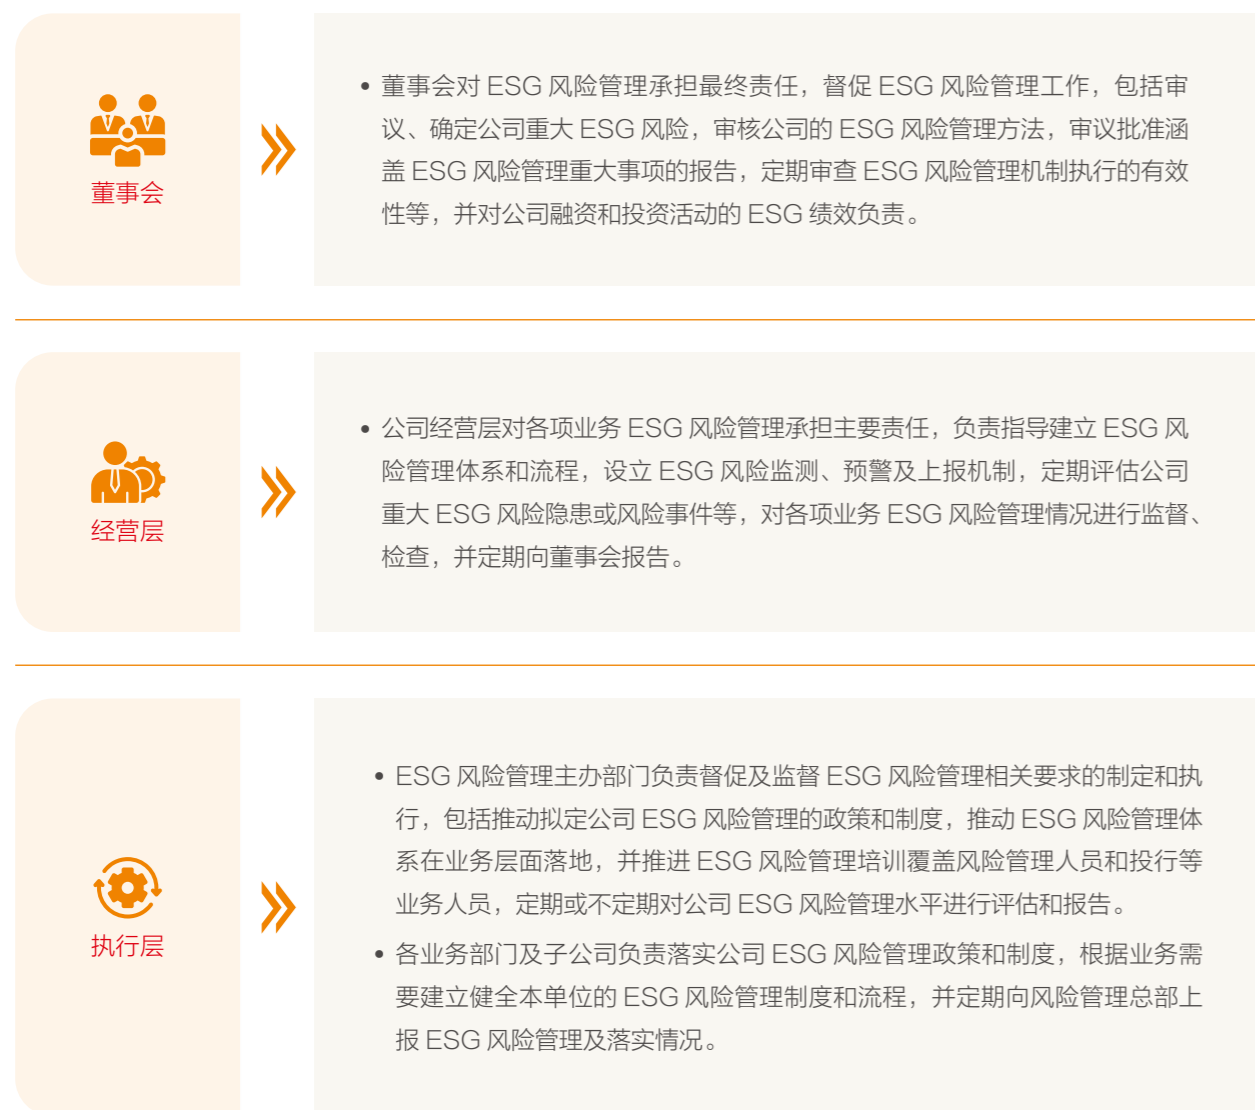 董事会
• 董事会对 ESG 风险管理承担最终责任，督促 ESG 风险管理工作，包括审
议、确定公司重大 ESG 风险，审核公司的 ESG 风险管理方法，审议批准涵
盖 ESG 风险管理重大事项的报告，定期审查 ESG 风险管理机制执行的有效
性等，并对公司融资和投资活动的 ESG 绩效负责。
经营层
• 公司经营层对各项业务 ESG 风险管理承担主要责任，负责指导建立 ESG 风
险管理体系和流程，设立 ESG 风险监测、预警及上报机制，定期评估公司
重大 ESG 风险隐患或风险事件等，对各项业务 ESG 风险管理情况进行监督、
检查，并定期向董事会报告。
执行层
• ESG 风险管理主办部门负责督促及监督 ESG 风险管理相关要求的制定和执
行，包括推动拟定公司 ESG 风险管理的政策和制度，推动 ESG 风险管理体
系在业务层面落地，并推进 ESG 风险管理培训覆盖风险管理人员和投行等
业务人员，定期或不定期对公司 ESG 风险管理水平进行评估和报告。
• 各业务部门及子公司负责落实公司 ESG 风险管理政策和制度，根据业务需
要建立健全本单位的 ESG 风险管理制度和流程，并定期向风险管理总部上
报 ESG 风险管理及落实情况。